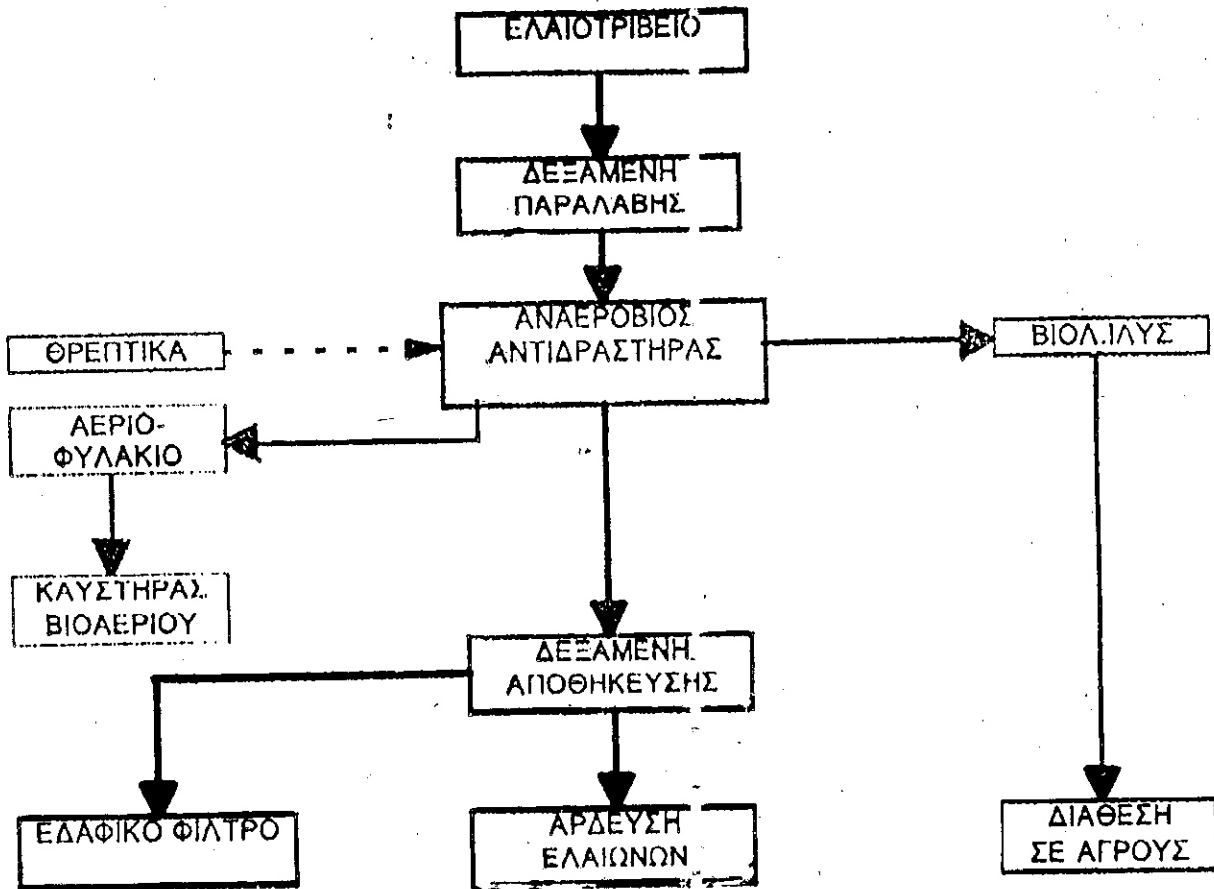 ΕΛΑΙΟΤΡΙΒΕΙΟ
ΔΕΞΑΜΕΝΗ
ΠΑΡΑΛΑΒΗΣ
ΑΝΑΕΡΟΒΙΟΣ
ΑΝΤΙΔΡΑΣΤΗΡΑΣ
ΘΡΕΠΤΙΚΑ
ΒΙΟΛ.ΙΛΥΣ
ΑΕΡΙΟ-
ΦΥΛΑΚΙΟ
ΚΑΥΣΤΗΡΑΣ
ΒΙΟΑΕΡΙΟΥ
ΔΕΞΑΜΕΝΗ
ΑΠΟΘΗΚΕΥΣΗΣ
ΕΔΑΦΙΚΟ ΦΙΛΤΡΟ
ΑΡΔΕΥΣΗ
ΕΛΑΙΩΝΩΝ
ΔΙΑΘΕΣΗ
ΣΕ ΑΓΡΟΥΣ